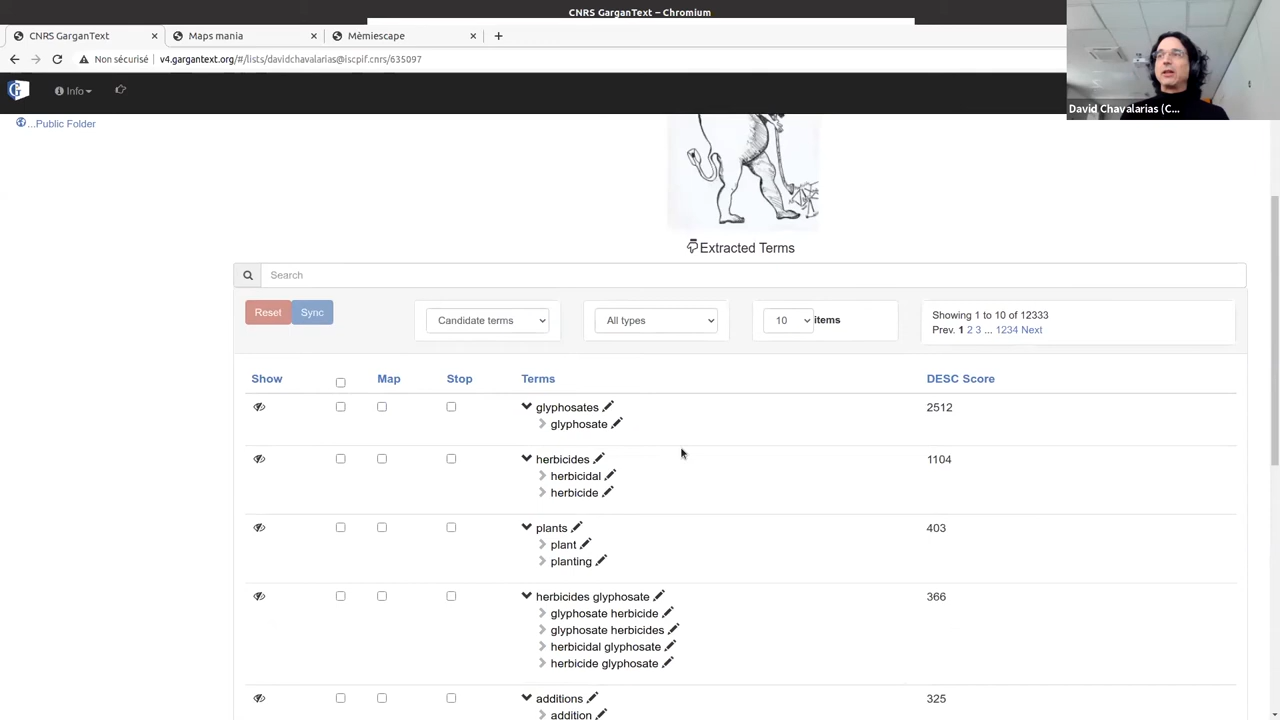 CNRS GarganText – Chromium
CNRS GarganText
Maps mania
Mèmiescape
Non sécurisé
v4.gargantext.org/#/lists/davidchavalarias@iscpif.cnrs/635097
Info
David Chavalarias (C...
...Public Folder
Extracted Terms
Search
Reset Sync
Candidate terms
All types
10 items
Showing 1 to 10 of 12333
Prev. 1 2 3 ... 1234 Next
Show Map Stop Terms DESC Score
glyphosates 2512
glyphosate
herbicides 1104
herbicidal
herbicide
plants 403
plant
planting
herbicides glyphosate 366
glyphosate herbicide
glyphosate herbicides
herbicidal glyphosate
herbicide glyphosate
additions 325
addition